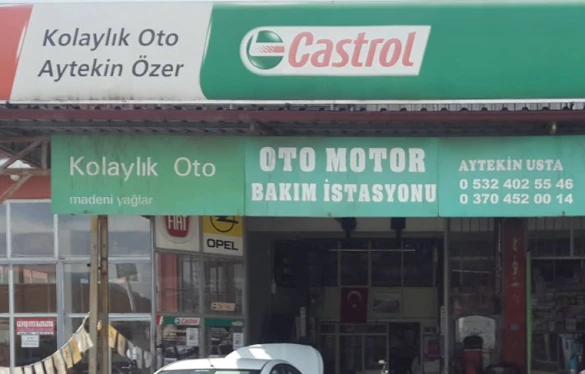 Kolaylık Oto
Aytekin Özer
Castrol
Kolaylık Oto
madeni yağlar
OTO MOTOR
BAKIM İSTASYONU
AYTEKİN USTA
0 532 402 55 46
0 370 452 00 14
FIAT
OPEL
Castrol